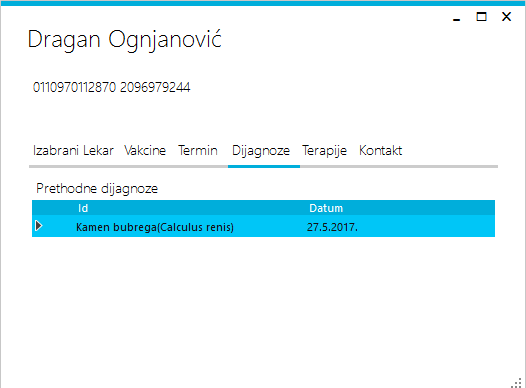 Dragan Ognjanović
0110970112870 2096979244
Izabrani Lekar Vakcine Termin Dijagnoze Terapije Kontakt
Prethodne dijagnoze
Id Datum
Kamen bubrega(Calculus renis) 27.5.2017.